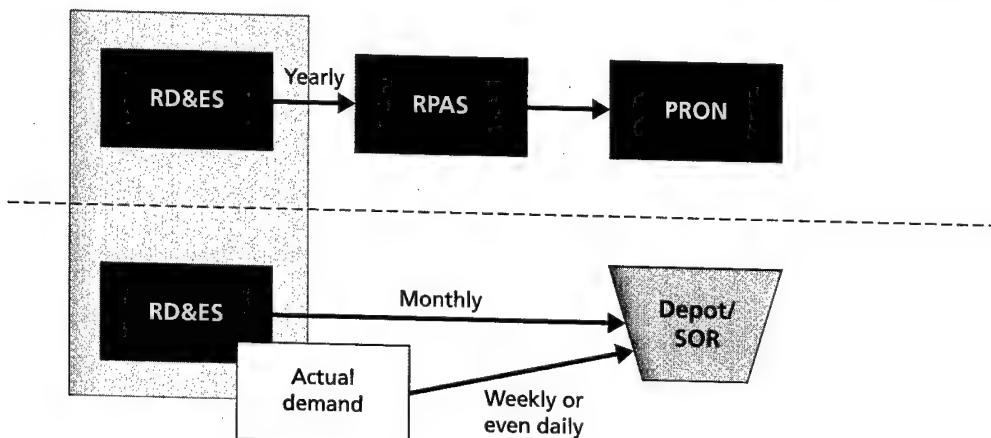 RD&ES
Yearly
RPAS
PRON
RD&ES
Monthly
Depot/
SOR
Actual
demand
Weekly or
even daily